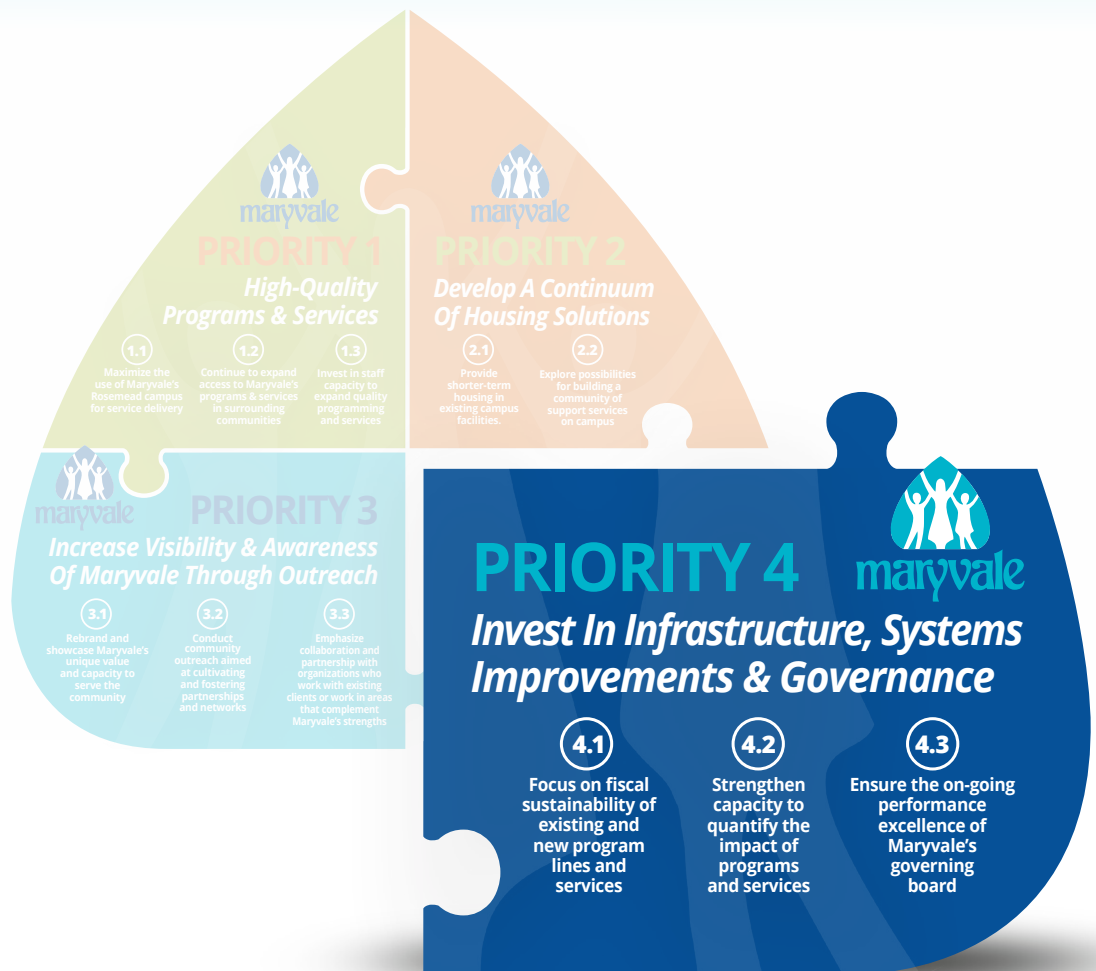 maryvale
PRIORITY 1
High-Quality
Programs & Services
1.1
Maximize the
use of Maryvale's
Rosemead campus
for service delivery
1.2
Continue to expand
access to Maryvale's
programs & services
in surrounding
communities
1.3
Invest in staff
capacity to
expand quality
programming
and services
maryvale
PRIORITY 2
Develop A Continuum
Of Housing Solutions
2.1
Provide
shorter-term
housing in
existing campus
facilities.
2.2
Explore possibilities
for building a
community of
support services
on campus
maryvale
PRIORITY 3
Increase Visibility & Awareness
Of Maryvale Through Outreach
3.1
Rebrand and
showcase Maryvale's
unique value
and capacity to
serve the
community
3.2
Conduct
community
outreach aimed
at cultivating
and fostering
partnerships
and networks
3.3
Emphasize
collaboration and
partnership with
organizations who
work with existing
clients or work in areas
that complement
Maryvale's strengths
PRIORITY 4
maryvale
Invest In Infrastructure, Systems
Improvements & Governance
4.1
Focus on fiscal
sustainability of
existing and
new program
lines and
services
4.2
Strengthen
capacity to
quantify the
impact of
programs
and services
4.3
Ensure the on-going
performance
excellence of
Maryvale's
governing
board